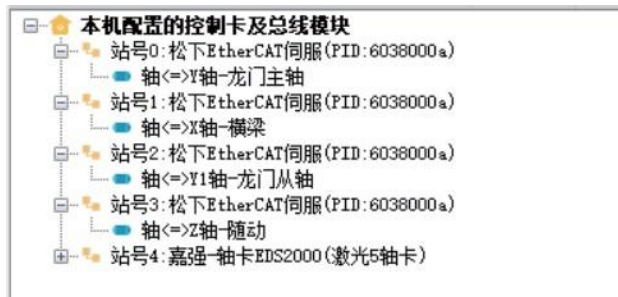 本机配置的控制卡及总线模块
站号0:松下EtherCAT伺服(PID:6038000a)
轴<=>Y轴-龙门主轴
站号1:松下EtherCAT伺服(PID:6038000a)
轴<=>X轴-横梁
站号2:松下EtherCAT伺服(PID:6038000a)
轴<=>Y1轴-龙门从轴
站号3:松下EtherCAT伺服(PID:6038000a)
轴<=>Z轴-随动
站号4:嘉强-轴卡EDS2000(激光5轴卡)